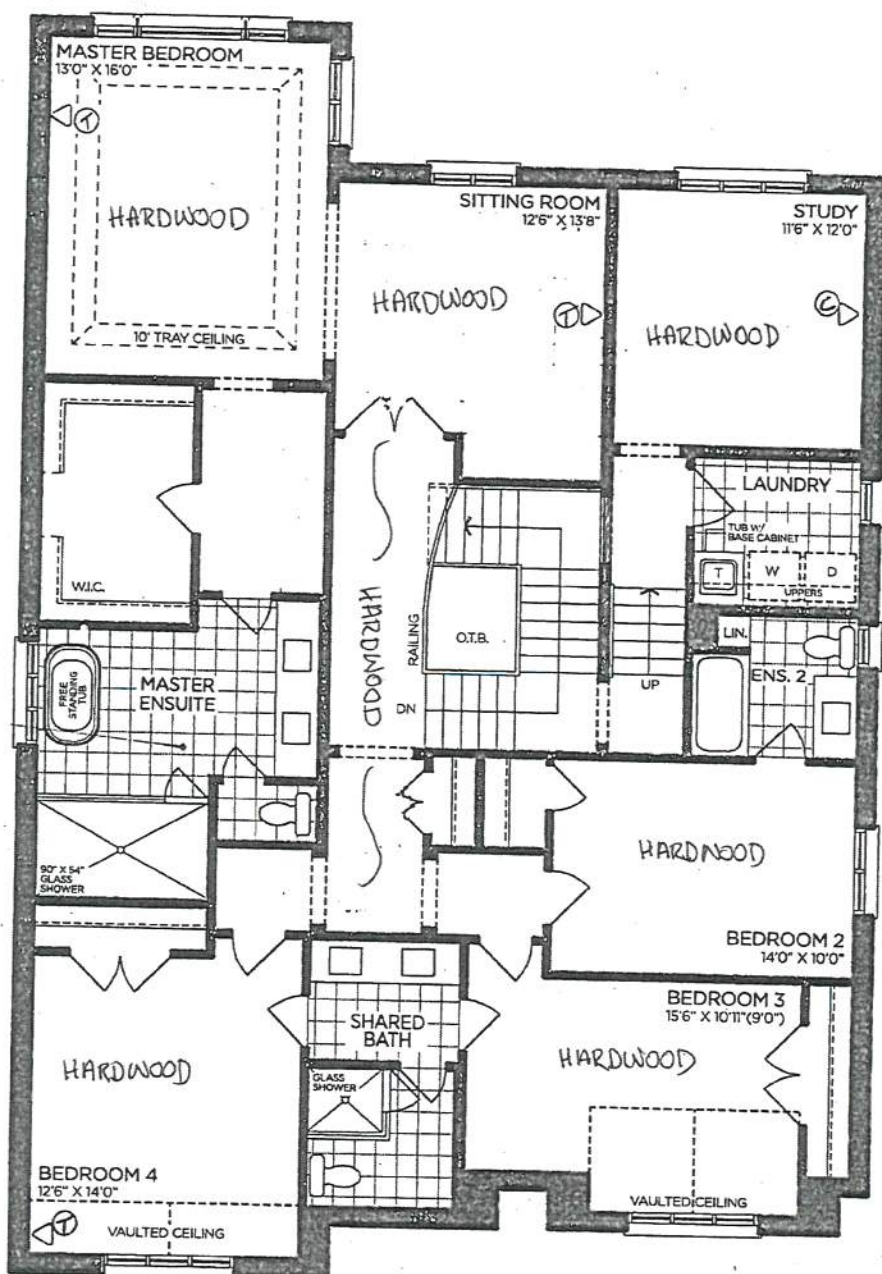 MASTER BEDROOM
13'0" X 16'0"
T
HARDWOOD
10' TRAY CEILING
SITTING ROOM
12'6" X 13'8"
HARDWOOD
T
STUDY
11'6" X 12'0"
C
HARDWOOD
W.I.C.
HARDWOOD
RAILING
O.T.B.
DN
UP
LAUNDRY
TUB W/
BASE CABINET
T
W
D
UPPERS
LIN.
ENS. 2
FREE
STANDING
TUB
MASTER
ENSUITE
90" X 54"
GLASS
SHOWER
HARDWOOD
BEDROOM 2
14'0" X 10'0"
BEDROOM 3
15'6" X 10'11"(9'0")
HARDWOOD
VAULTED CEILING
SHARED
BATH
GLASS
SHOWER
HARDWOOD
BEDROOM 4
12'6" X 14'0"
T
VAULTED CEILING